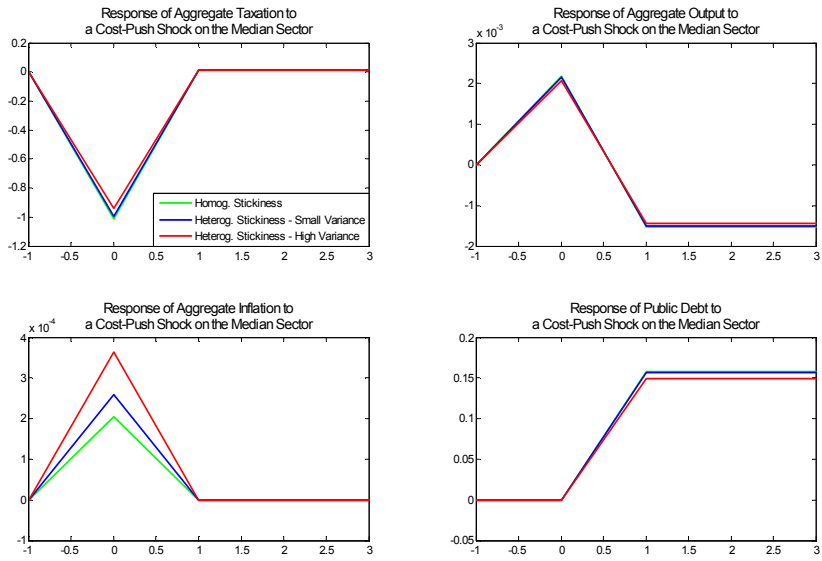 Response of Aggregate Taxation to
a Cost-Push Shock on the Median Sector
0.2
0
-0.2
-0.4
-0.6
-0.8
-1
-1.2
-1 -0.5 0 0.5 1 1.5 2 2.5 3
Homog. Stickiness
Heterog. Stickiness - Small Variance
Heterog. Stickiness - High Variance
Response of Aggregate Output to
a Cost-Push Shock on the Median Sector
x 10^-3
3
2
1
0
-1
-2
-1 -0.5 0 0.5 1 1.5 2 2.5 3
Response of Aggregate Inflation to
a Cost-Push Shock on the Median Sector
x 10^-4
4
3
2
1
0
-1
-1 -0.5 0 0.5 1 1.5 2 2.5 3
Response of Public Debt to
a Cost-Push Shock on the Median Sector
0.2
0.15
0.1
0.05
0
-0.05
-1 -0.5 0 0.5 1 1.5 2 2.5 3